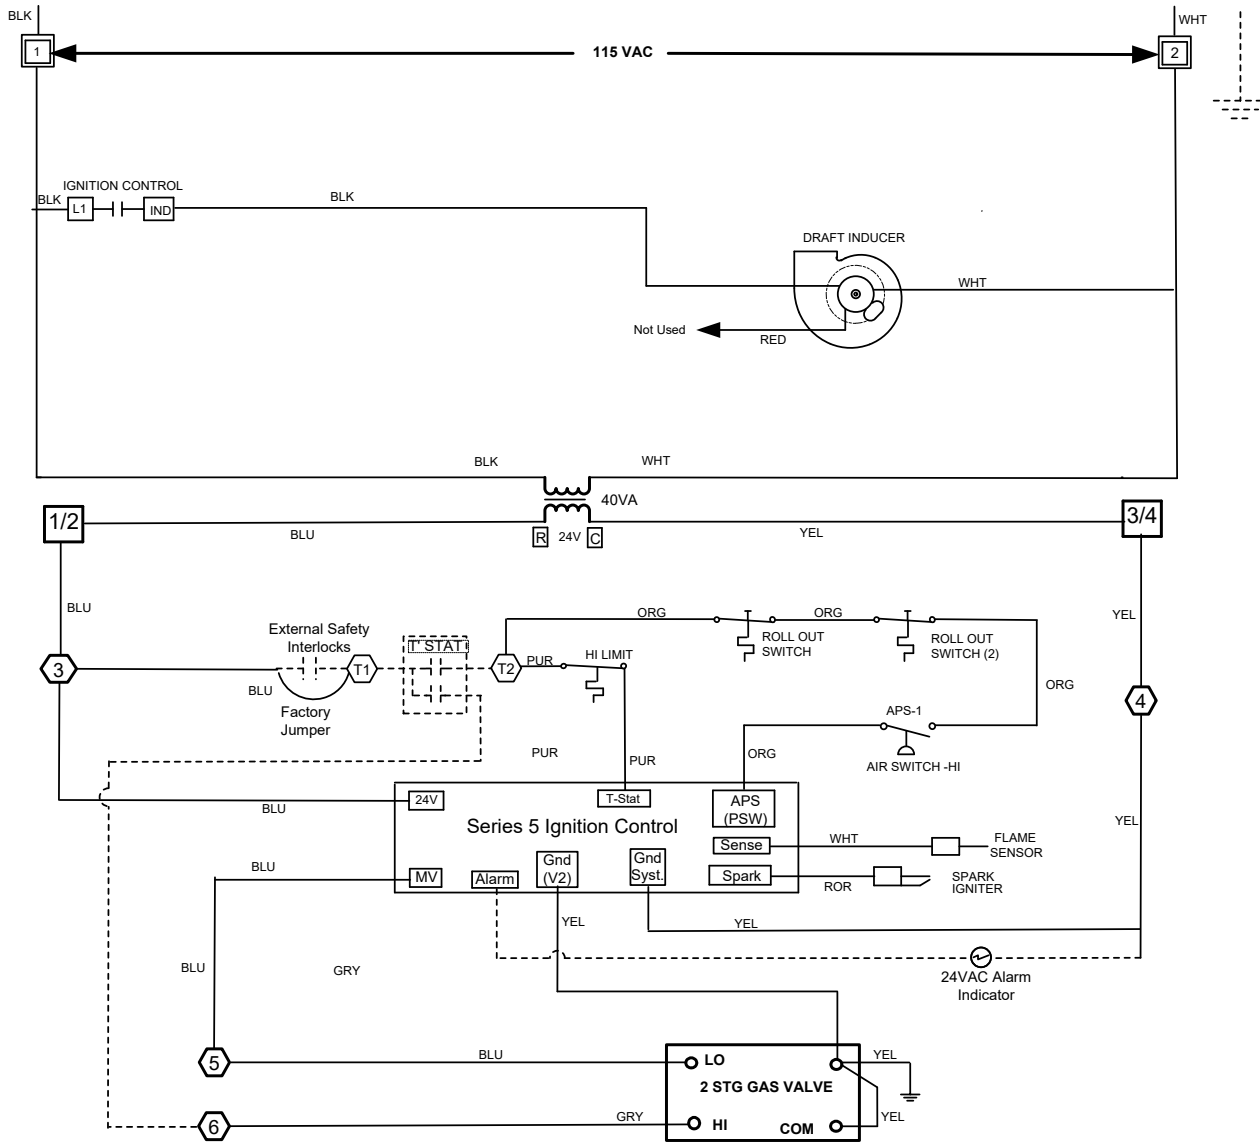 BLK
WHT
1
115 VAC
2
IGNITION CONTROL
BLK
L1
IND
BLK
DRAFT INDUCER
WHT
Not Used
RED
BLK
WHT
40VA
1/2
3/4
BLU
R
24V
C
YEL
BLU
ORG
ORG
YEL
External Safety
Interlocks
T' STAT
ROLL OUT
SWITCH
ROLL OUT
SWITCH (2)
3
T1
T2
PUR
HI LIMIT
BLU
ORG
4
Factory
Jumper
APS-1
PUR
PUR
ORG
AIR SWITCH -HI
24V
T-Stat
APS
(PSW)
BLU
YEL
Series 5 Ignition Control
Sense
WHT
FLAME
SENSOR
BLU
MV
Alarm
Gnd
(V2)
Gnd
Syst.
Spark
ROR
SPARK
IGNITER
YEL
YEL
BLU
GRY
24VAC Alarm
Indicator
5
BLU
LO
YEL
2 STG GAS VALVE
6
GRY
HI
COM
YEL